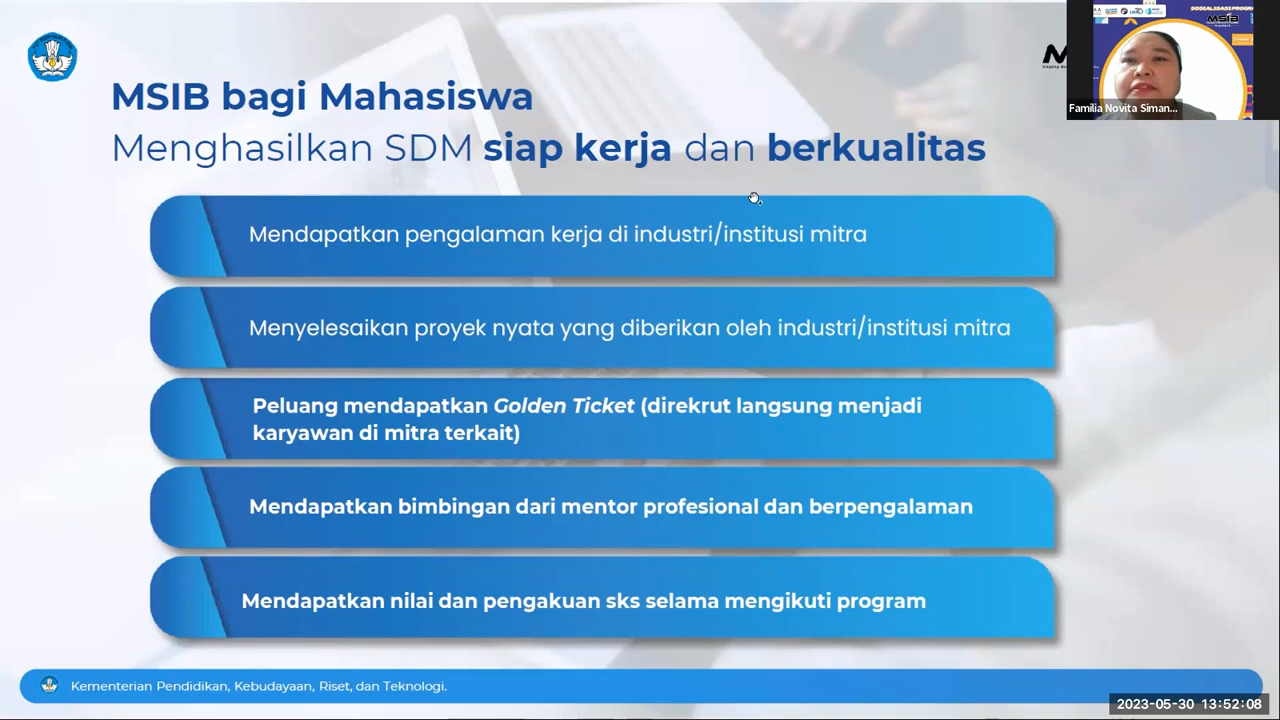 MSIB bagi Mahasiswa
Menghasilkan SDM siap kerja dan berkualitas
Familia Novita Siman...
Mendapatkan pengalaman kerja di industri/institusi mitra
Menyelesaikan proyek nyata yang diberikan oleh industri/institusi mitra
Peluang mendapatkan Golden Ticket (direkrut langsung menjadi
karyawan di mitra terkait)
Mendapatkan bimbingan dari mentor profesional dan berpengalaman
Mendapatkan nilai dan pengakuan sks selama mengikuti program
Kementerian Pendidikan, Kebudayaan, Riset, dan Teknologi.
2023-05-30 13:52:08